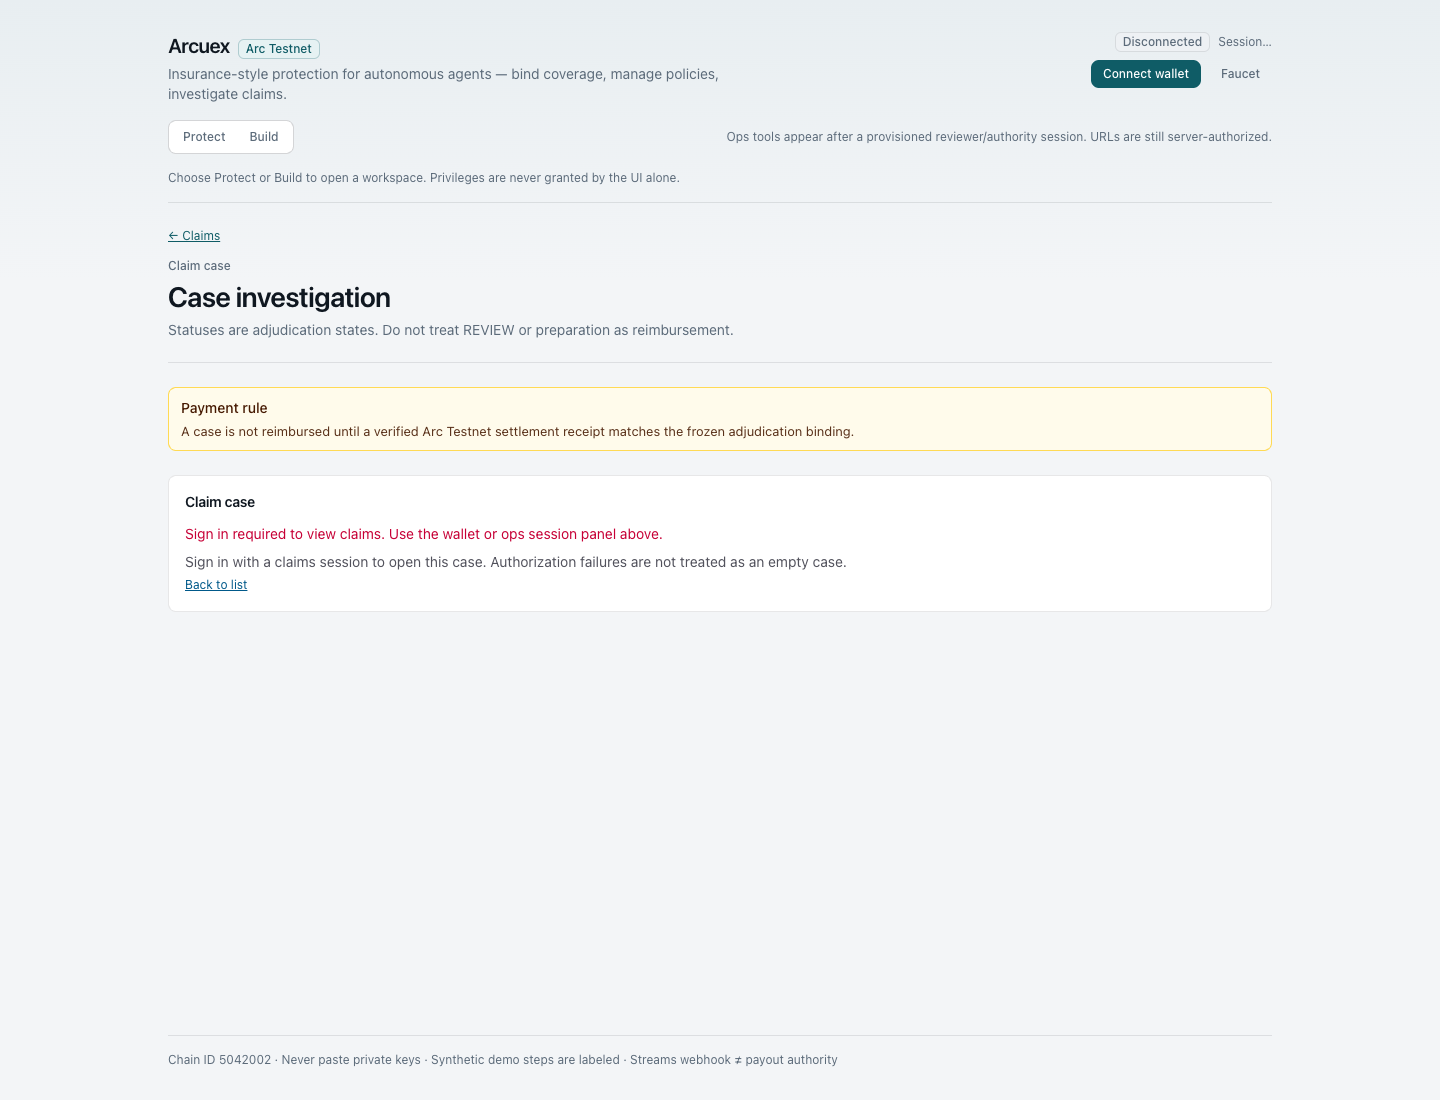 Arcuex
Arc Testnet
Disconnected
Session...
Insurance-style protection for autonomous agents — bind coverage, manage policies,
investigate claims.
Connect wallet
Faucet
Protect
Build
Ops tools appear after a provisioned reviewer/authority session. URLs are still server-authorized.
Choose Protect or Build to open a workspace. Privileges are never granted by the UI alone.
← Claims
Claim case
Case investigation
Statuses are adjudication states. Do not treat REVIEW or preparation as reimbursement.
Payment rule
A case is not reimbursed until a verified Arc Testnet settlement receipt matches the frozen adjudication binding.
Claim case
Sign in required to view claims. Use the wallet or ops session panel above.
Sign in with a claims session to open this case. Authorization failures are not treated as an empty case.
Back to list
Chain ID 5042002 · Never paste private keys · Synthetic demo steps are labeled · Streams webhook ≠ payout authority